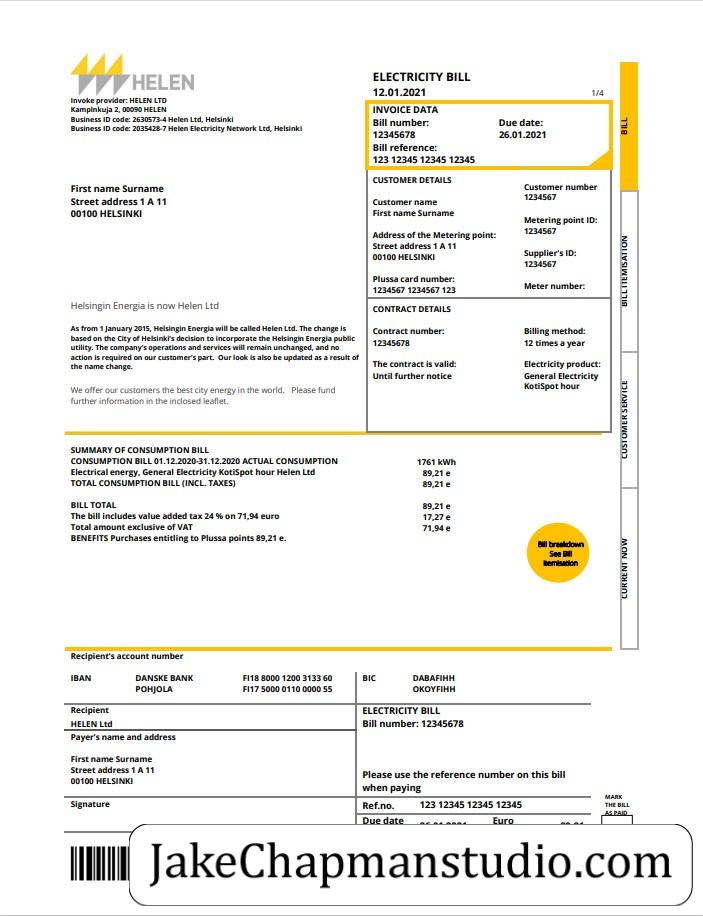 HELEN
Invoke provider: HELEN LTD
Kamplnkuja 2, 00090 HELEN
Business ID code: 2630573-4 Helen Ltd, Helsinki
Business ID code: 2035428-7 Helen Electricity Network Ltd, Helsinki
ELECTRICITY BILL
12.01.2021 1/4
INVOICE DATA
Bill number: Due date:
12345678 26.01.2021
Bill reference:
123 12345 12345 12345
First name Surname
Street address 1 A 11
00100 HELSINKI
CUSTOMER DETAILS
Customer name
First name Surname
Address of the Metering point:
Street address 1 A 11
00100 HELSINKI
Plussa card number:
1234567 1234567 123
Customer number
1234567
Metering point ID:
1234567
Supplier's ID:
1234567
Meter number:
Helsingin Energia is now Helen Ltd
As from 1 January 2015, Helsingin Energia will be called Helen Ltd. The change is
based on the City of Helsinki's decision to incorporate the Helsingin Energia public
utility. The company's operations and services will remain unchanged, and no
action is required on our customer's part. Our look is also be updated as a result of
the name change.
We offer our customers the best city energy in the world. Please fund
further information in the inclosed leaflet.
CONTRACT DETAILS
Contract number:
12345678
The contract is valid:
Until further notice
Billing method:
12 times a year
Electricity product:
General Electricity
KotiSpot hour
BILL
BILL ITEMISATION
CUSTOMER SERVICE
CURRENT NOW
SUMMARY OF CONSUMPTION BILL
CONSUMPTION BILL 01.12.2020-31.12.2020 ACTUAL CONSUMPTION 1761 kWh
Electrical energy, General Electricity KotiSpot hour Helen Ltd 89,21 e
TOTAL CONSUMPTION BILL (INCL. TAXES) 89,21 e
BILL TOTAL 89,21 e
The bill includes value added tax 24 % on 71,94 euro 17,27 e
Total amount exclusive of VAT 71,94 e
BENEFITS Purchases entitling to Plussa points 89,21 e.
Bill breakdown
See Bill
Itemisation
Recipient's account number
IBAN DANSKE BANK FI18 8000 1200 3133 60 BIC DABAFIHH
POHJOLA FI17 5000 0110 0000 55 OKOYFIHH
Recipient
HELEN Ltd
ELECTRICITY BILL
Bill number: 12345678
Payer's name and address
First name Surname
Street address 1 A 11
00100 HELSINKI
Please use the reference number on this bill
when paying
Signature
Ref.no. 123 12345 12345 12345
Due date 26.01.2021 Euro 89,21
MARK
THE BILL
AS PAID
JakeChapmanstudio.com